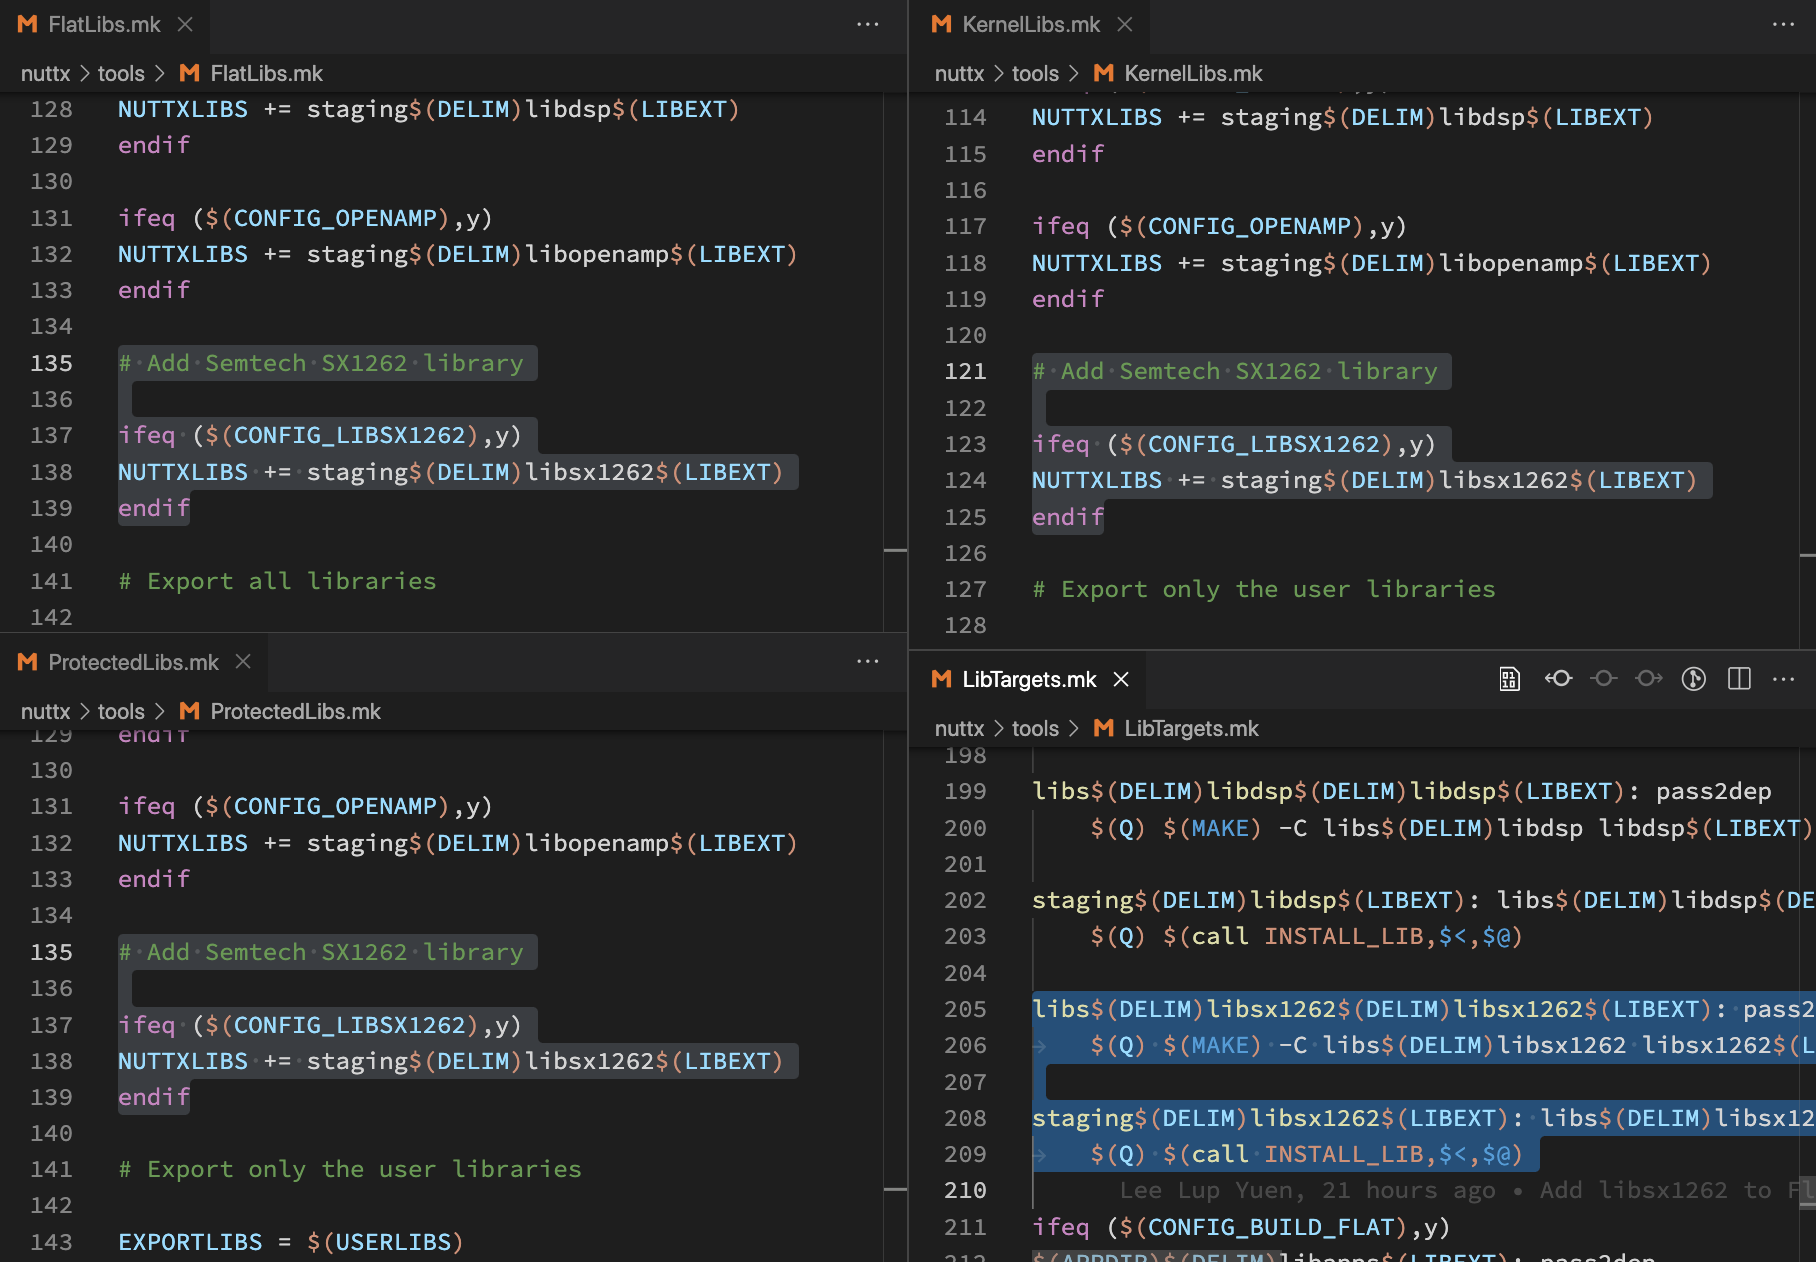 FlatLibs.mk
nuttx > tools > FlatLibs.mk
128 NUTTXLIBS += staging$(DELIM)libdsp$(LIBEXT)
129 endif
130
131 ifeq ($(CONFIG_OPENAMP),y)
132 NUTTXLIBS += staging$(DELIM)libopenamp$(LIBEXT)
133 endif
134
135 # Add Semtech SX1262 library
136
137 ifeq ($(CONFIG_LIBSX1262),y)
138 NUTTXLIBS += staging$(DELIM)libsx1262$(LIBEXT)
139 endif
140
141 # Export all libraries
142
KernelLibs.mk
nuttx > tools > KernelLibs.mk
114 NUTTXLIBS += staging$(DELIM)libdsp$(LIBEXT)
115 endif
116
117 ifeq ($(CONFIG_OPENAMP),y)
118 NUTTXLIBS += staging$(DELIM)libopenamp$(LIBEXT)
119 endif
120
121 # Add Semtech SX1262 library
122
123 ifeq ($(CONFIG_LIBSX1262),y)
124 NUTTXLIBS += staging$(DELIM)libsx1262$(LIBEXT)
125 endif
126
127 # Export only the user libraries
128
ProtectedLibs.mk
nuttx > tools > ProtectedLibs.mk
129 endif
130
131 ifeq ($(CONFIG_OPENAMP),y)
132 NUTTXLIBS += staging$(DELIM)libopenamp$(LIBEXT)
133 endif
134
135 # Add Semtech SX1262 library
136
137 ifeq ($(CONFIG_LIBSX1262),y)
138 NUTTXLIBS += staging$(DELIM)libsx1262$(LIBEXT)
139 endif
140
141 # Export only the user libraries
142
143 EXPORTLIBS = $(USERLIBS)
LibTargets.mk
nuttx > tools > LibTargets.mk
198
199 libs$(DELIM)libdsp$(DELIM)libdsp$(LIBEXT): pass2dep
200 $(Q) $(MAKE) -C libs$(DELIM)libdsp libdsp$(LIBEXT)
201
202 staging$(DELIM)libdsp$(LIBEXT): libs$(DELIM)libdsp$(DE
203 $(Q) $(call INSTALL_LIB,$<,$@)
204
205 libs$(DELIM)libsx1262$(DELIM)libsx1262$(LIBEXT): pass2
206 $(Q) $(MAKE) -C libs$(DELIM)libsx1262 libsx1262$(L
207
208 staging$(DELIM)libsx1262$(LIBEXT): libs$(DELIM)libsx12
209 $(Q) $(call INSTALL_LIB,$<,$@)
210 Lee Lup Yuen, 21 hours ago • Add libsx1262 to Fl
211 ifeq ($(CONFIG_BUILD_FLAT),y)
212 $(APPDIR)$(DELIM)libapps$(LIBEXT): pass2dep